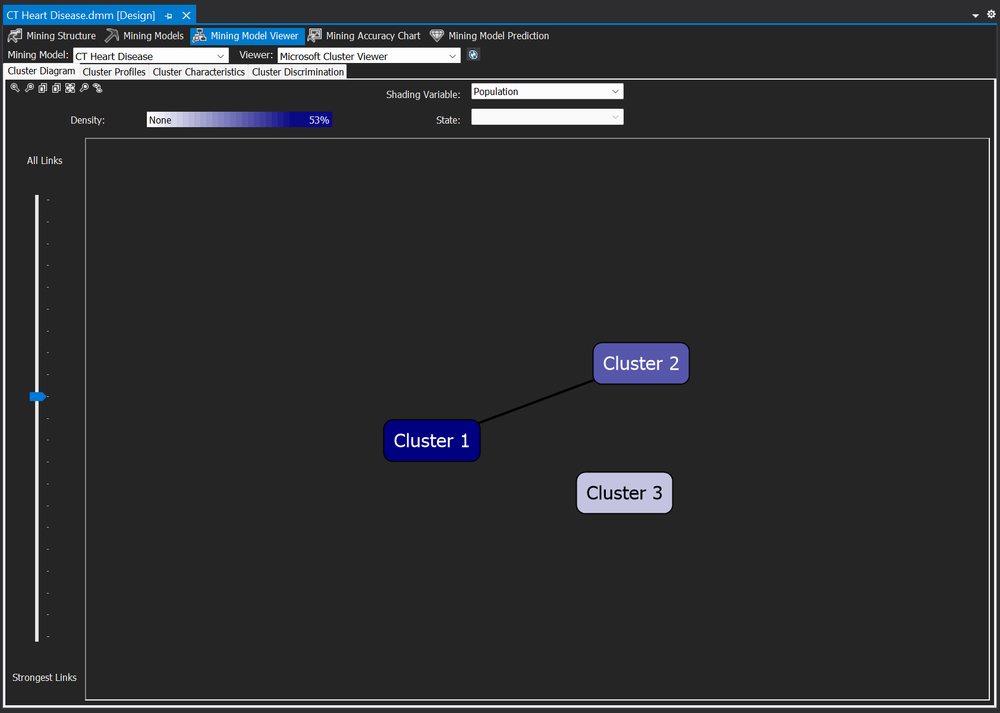 CT Heart Disease.dmm [Design]
Mining Structure Mining Models Mining Model Viewer Mining Accuracy Chart Mining Model Prediction
Mining Model: CT Heart Disease Viewer: Microsoft Cluster Viewer
Cluster Diagram Cluster Profiles Cluster Characteristics Cluster Discrimination
Shading Variable: Population
Density: None 53% State:
All Links
Cluster 2
Cluster 1
Cluster 3
Strongest Links